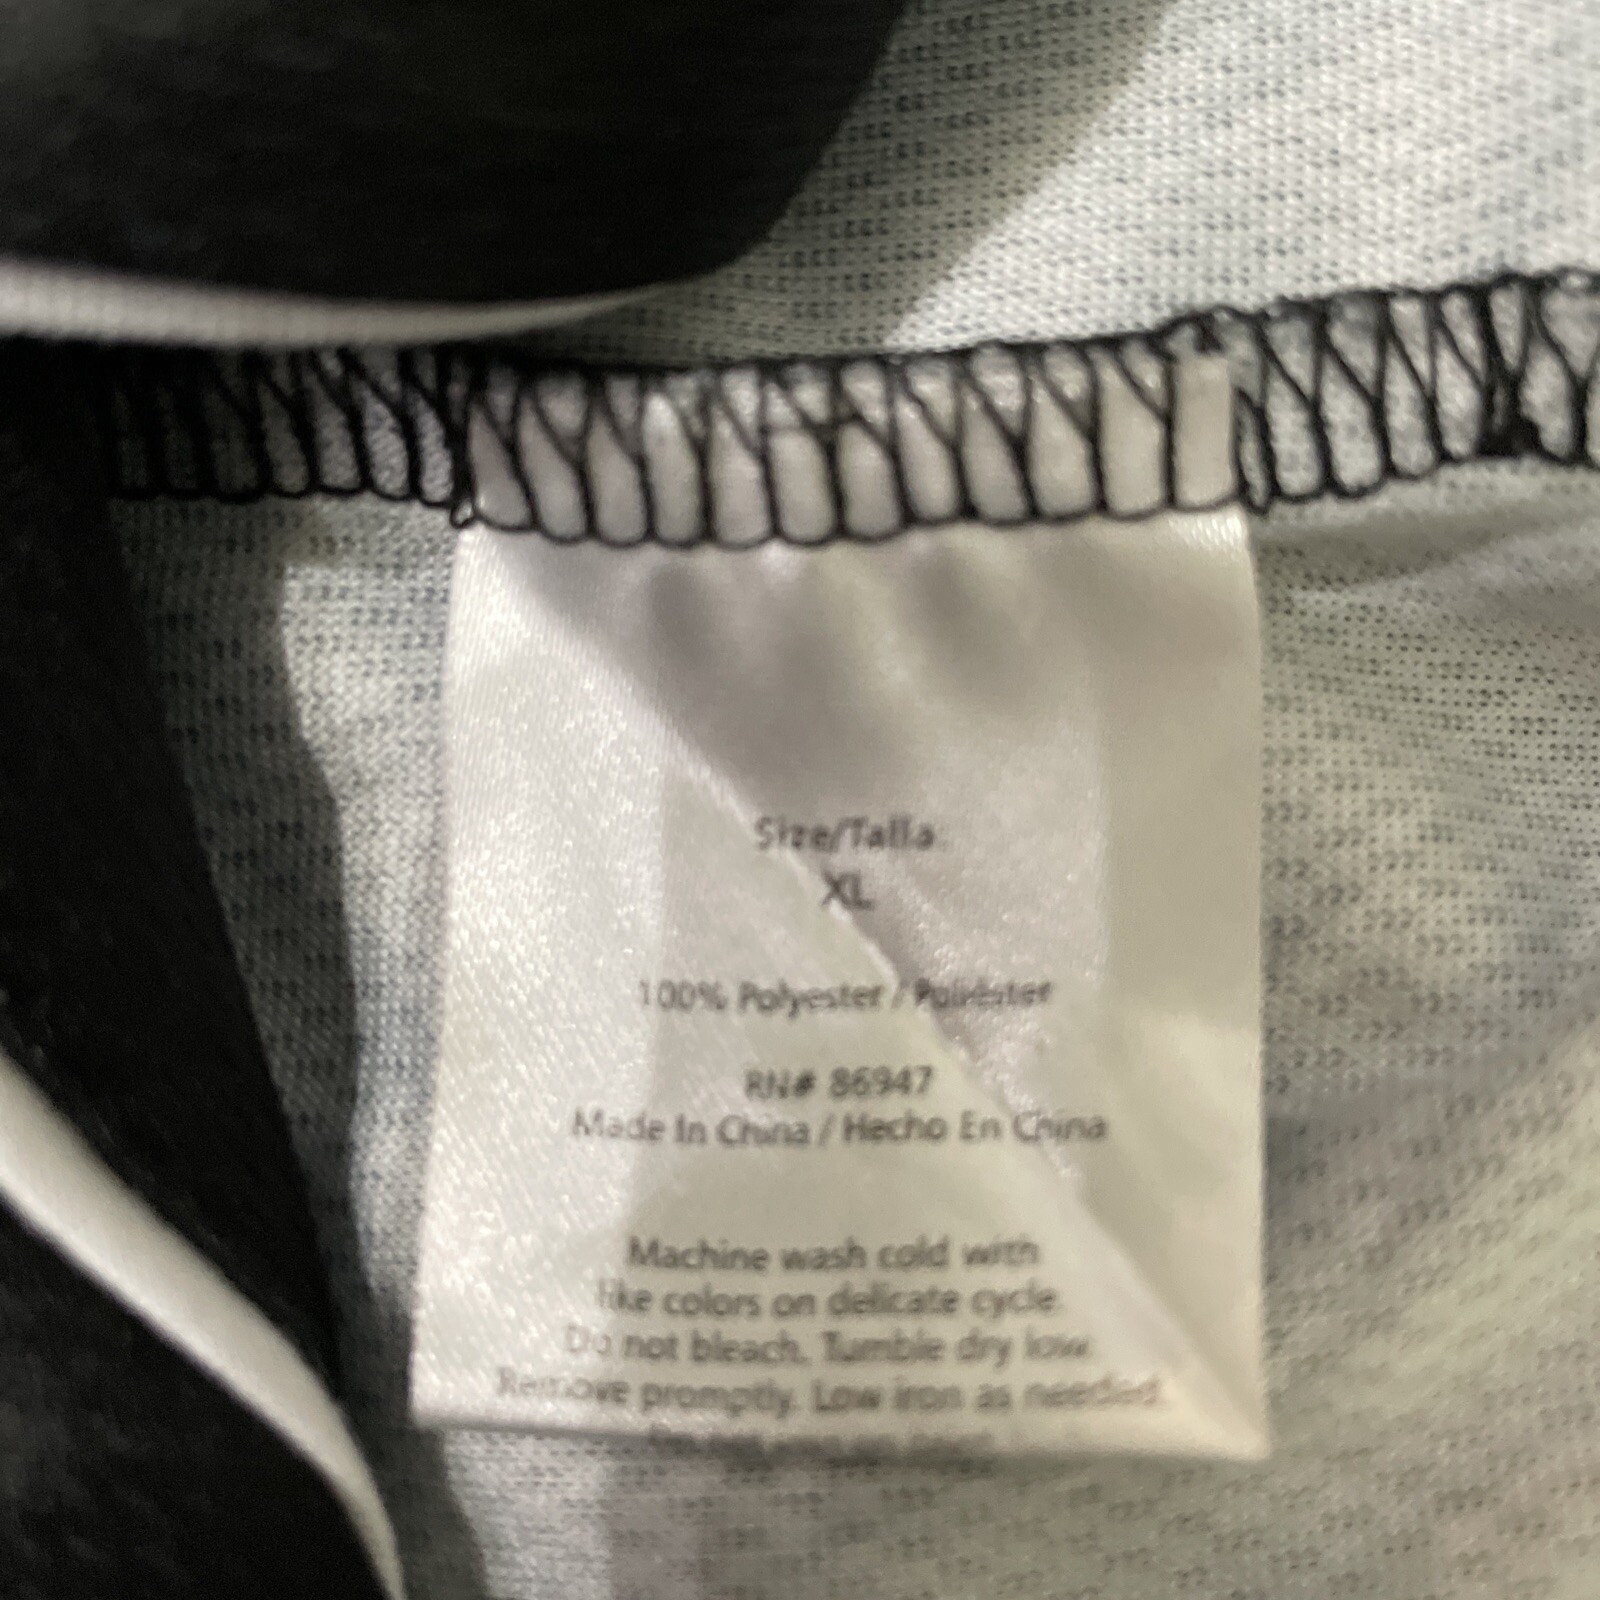 Size/Talla:
XL
100% Polyester / Poliéster
RN# 86947
Made In China / Hecho En China
Machine wash cold with
like colors on delicate cycle.
Do not bleach. Tumble dry low.
Remove promptly. Low iron as needed.